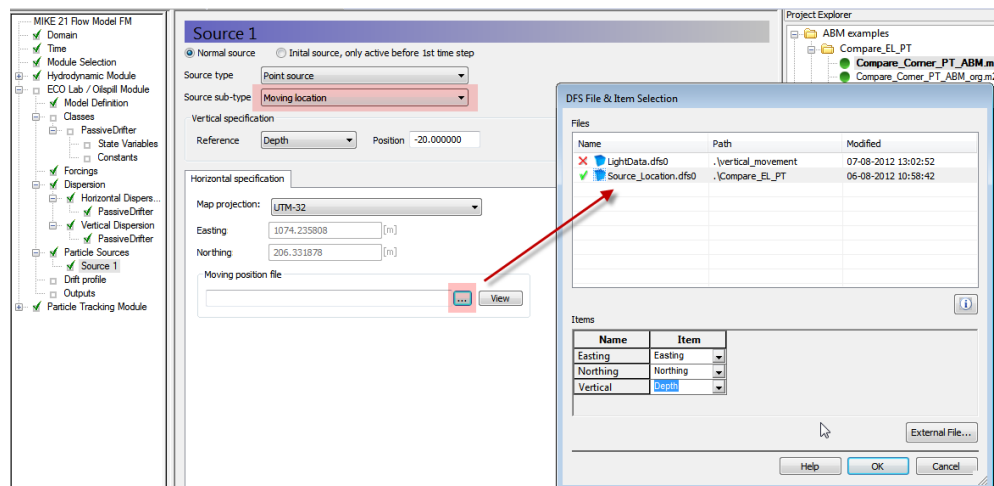 MIKE 21 Flow Model FM
Domain
Time
Module Selection
Hydrodynamic Module
ECO Lab / Oilspill Module
Model Definition
Classes
PassiveDrifter
State Variables
Constants
Forcings
Dispersion
Horizontal Dispers...
PassiveDrifter
Vertical Dispersion
PassiveDrifter
Particle Sources
Source 1
Drift profile
Outputs
Particle Tracking Module
Source 1
Normal source Inital source, only active before 1st time step
Source type Point source
Source sub-type Moving location
Vertical specification
Reference Depth Position -20.000000
Horizontal specification
Map projection: UTM-32
Easting 1074.235808 [m]
Northing 206.331878 [m]
Moving position file
... View
Project Explorer
ABM examples
Compare_EL_PT
Compare_Corner_PT_ABM.m
Compare_Corner_PT_ABM_org.m2
DFS File & Item Selection
Files
Name Path Modified
LightData.dfs0 .\vertical_movement 07-08-2012 13:02:52
Source_Location.dfs0 .\Compare_EL_PT 06-08-2012 10:58:42
Items
Name Item
Easting Easting
Northing Northing
Vertical Depth
External File...
Help OK Cancel